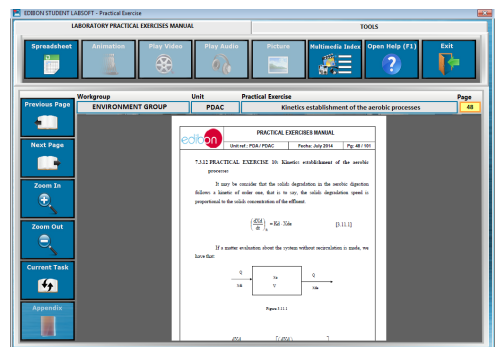 EDIBON STUDENT LABSOFT - Practical Exercise
LABORATORY PRACTICAL EXERCISES MANUAL
TOOLS
Spreadsheet
Animation
Play Video
Play Audio
Picture
Multimedia Index
Open Help (F1)
Exit
Workgroup
Unit
Practical Exercise
Page
Previous Page
ENVIRONMENT GROUP
PDAC
Kinetics establishment of the aerobic processes
48
Next Page
Zoom In
Zoom Out
Current Task
Appendix
edibon
PRACTICAL EXERCISES MANUAL
Unit ref.: PDA / PDAC
Fecha: July 2014
Pg: 48 / 101
7.3.12 PRACTICAL EXERCISE 10: Kinetics establishment of the aerobic
processes
It may be consider that the solids degradation in the aerobic digestion
follows a kinetic of order one, that is to say, the solids degradation speed is
proportional to the solids concentration of the effluent:
[3.11.1]
If a matter evaluation about the system without recirculation is made, we
have that:
Q
Q
V
Figure 3.11.1